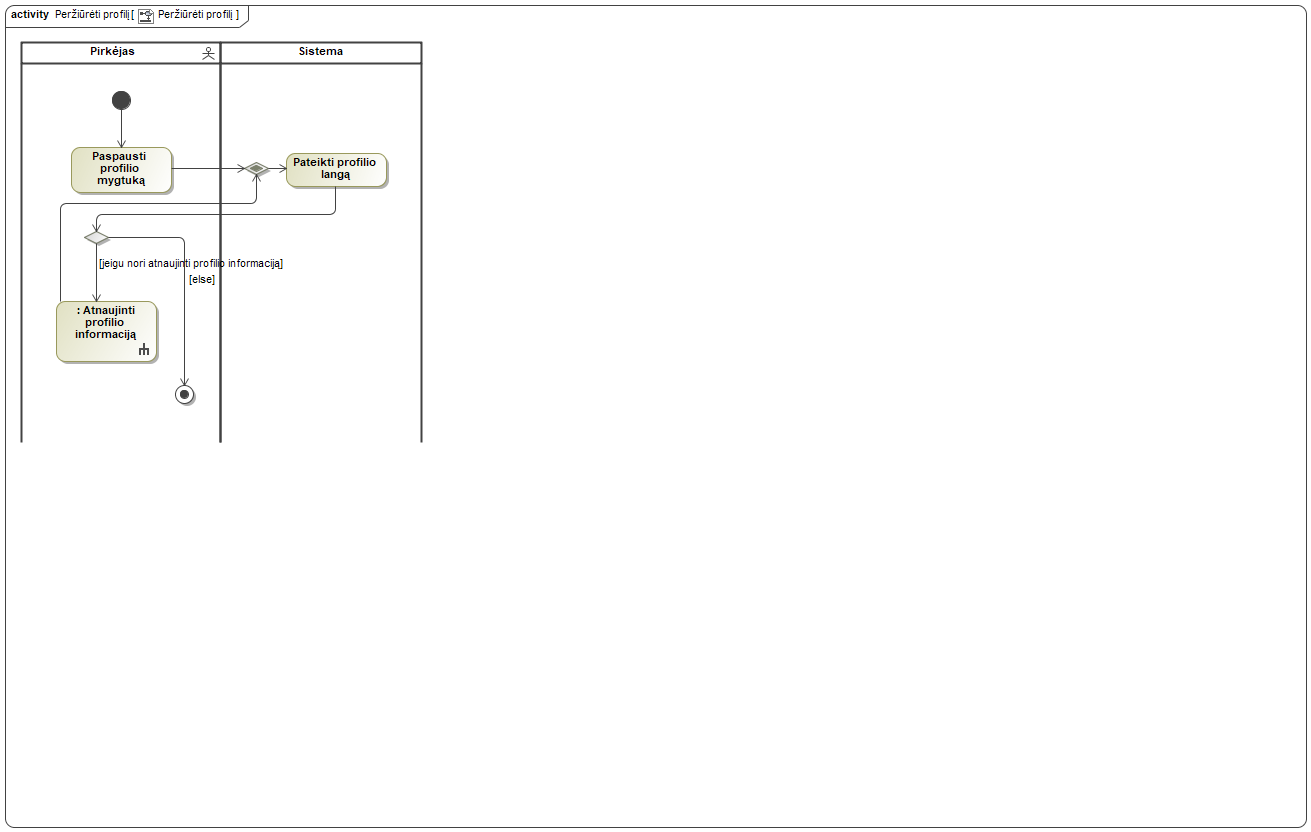 activity Peržiūrėti profilį[ Peržiūrėti profilį ]
Pirkėjas
Sistema
Paspausti
profilio
mygtuką
Pateikti profilio
langą
[jeigu nori atnaujinti profilio informaciją]
[else]
: Atnaujinti
profilio
informaciją